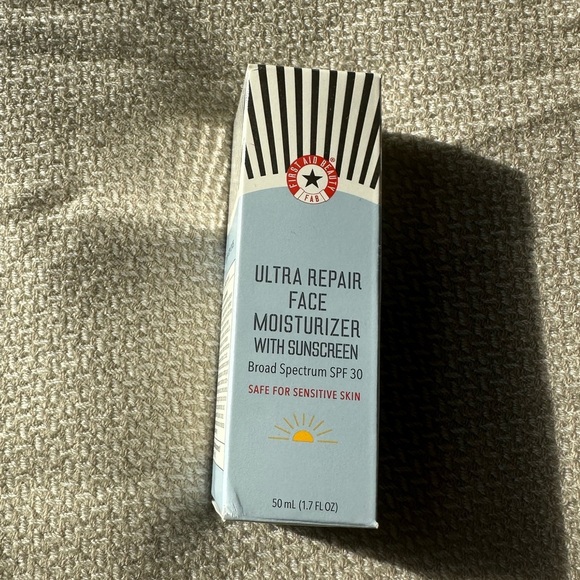 FIRST AID BEAUTY®
FAB
ULTRA REPAIR
FACE
MOISTURIZER
WITH SUNSCREEN
Broad Spectrum SPF 30
SAFE FOR SENSITIVE SKIN
50 mL (1.7 FL OZ)